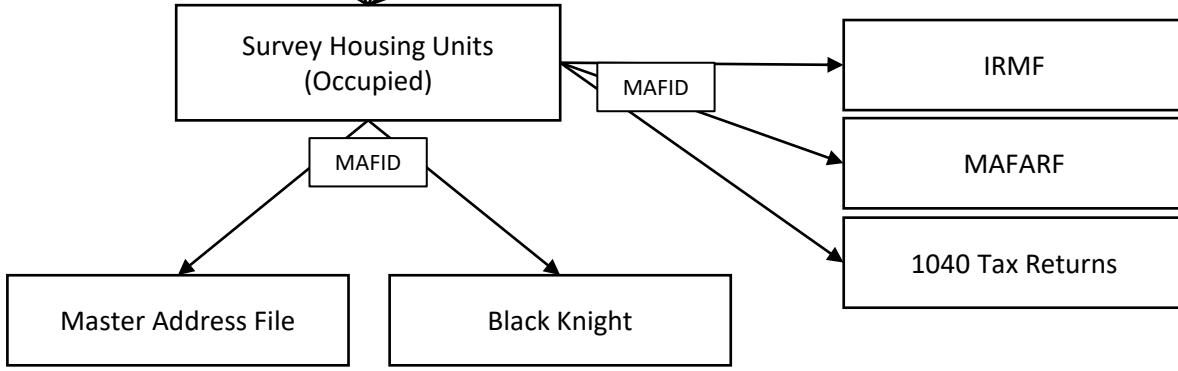 Survey Housing Units
(Occupied)
IRMF
MAFID
MAFARF
MAFID
1040 Tax Returns
Master Address File
Black Knight